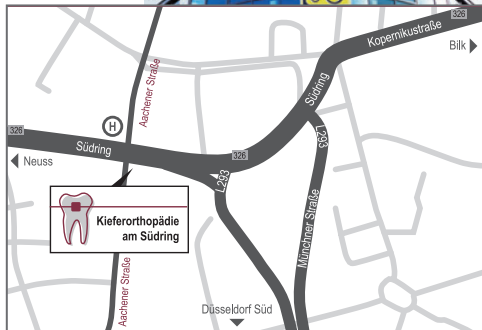 326
Kopernikustraße
Bilk
Aachener Straße
Südring
H
326
Südring
326
L293
Neuss
L293
Kieferorthopädie
am Südring
Münchner Straße
Aachener Straße
Düsseldorf Süd